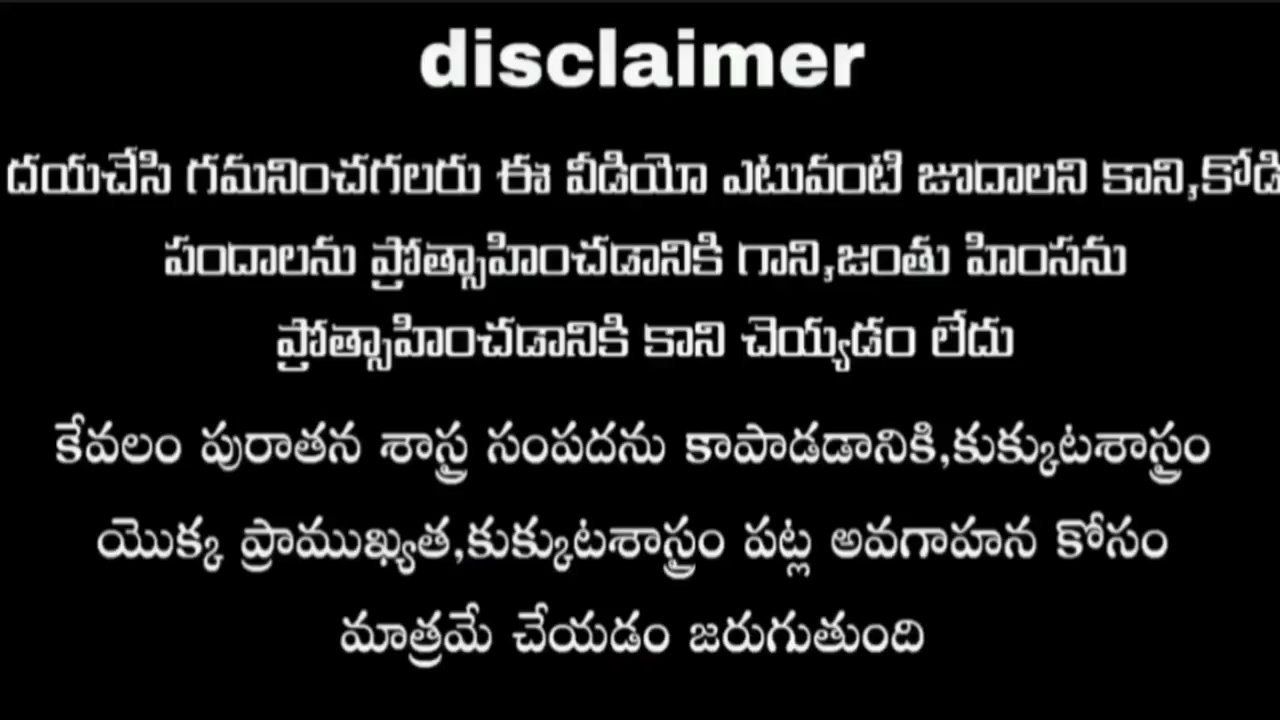 disclaimer
దయచేసి గమనించగలరు ఈ వీడియో ఎటువంటి జూదాలని కాని,కోడి
పందాలను ప్రోత్సాహించడానికి గాని,జంతు హింసను
ప్రోత్సాహించడానికి కాని చెయ్యడం లేదు
కేవలం పురాతన శాస్త్ర సంపదను కాపాడడానికి,కుక్కుటశాస్త్రం
యొక్క ప్రాముఖ్యత,కుక్కుటశాస్త్రం పట్ల అవగాహన కోసం
మాత్రమే చేయడం జరుగుతుంది